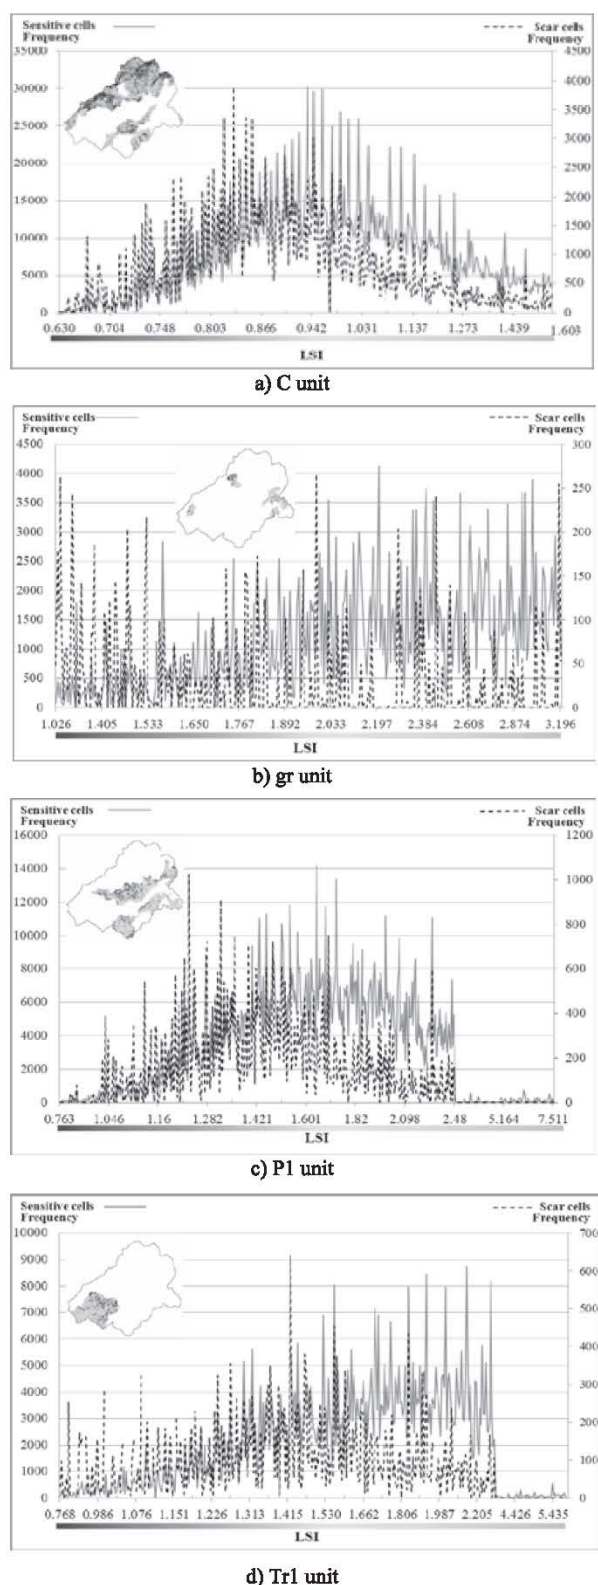 Sensitive cells Scar cells
Frequency Frequency
35000 4500
30000 4000
25000 3500
20000 3000
15000 2500
10000 2000
5000 1500
0 1000
500
0
0.630 0.704 0.748 0.803 0.866 0.942 1.031 1.137 1.273 1.439 1.603
LSI
a) C unit
Sensitive cells Scar cells
Frequency Frequency
4500 300
4000 250
3500 200
3000 150
2500 100
2000 50
1500 0
1000
500
0
1.026 1.405 1.533 1.650 1.767 1.892 2.033 2.197 2.384 2.608 2.874 3.196
LSI
b) gr unit
Sensitive cells Scar cells
Frequency Frequency
16000 1200
14000 1000
12000 800
10000 600
8000 400
6000 200
4000 0
2000
0
0.763 1.046 1.16 1.282 1.421 1.601 1.82 2.098 2.48 5.164 7.511
LSI
c) P1 unit
Sensitive cells Scar cells
Frequency Frequency
10000 700
9000 600
8000 500
7000 400
6000 300
5000 200
4000 100
3000 0
2000
1000
0
0.768 0.986 1.076 1.151 1.226 1.313 1.415 1.530 1.662 1.806 1.987 2.205 4.426 5.435
LSI
d) Tr1 unit